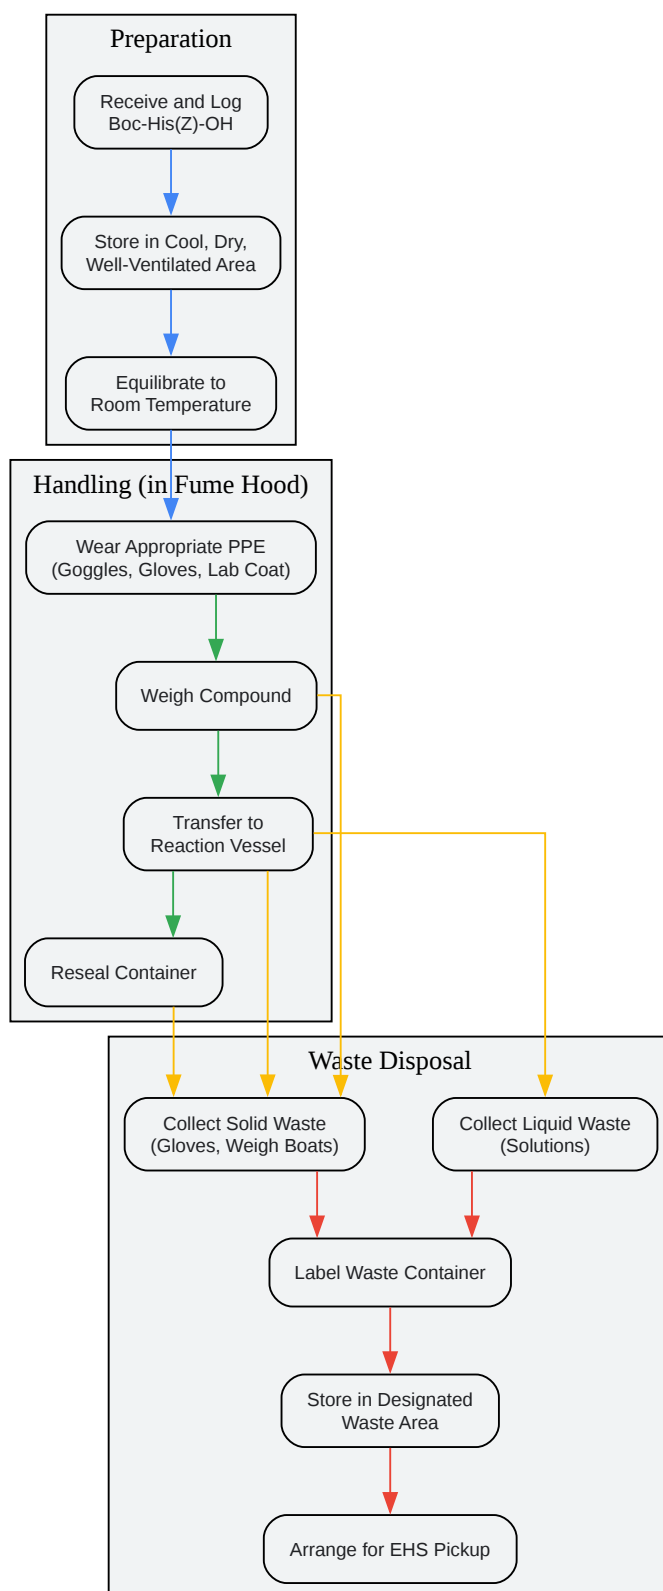 Preparation
Receive and Log
Boc-His(Z)-OH
Store in Cool, Dry,
Well-Ventilated Area
Equilibrate to
Room Temperature
Handling (in Fume Hood)
Wear Appropriate PPE
(Goggles, Gloves, Lab Coat)
Weigh Compound
Transfer to
Reaction Vessel
Reseal Container
Waste Disposal
Collect Solid Waste
(Gloves, Weigh Boats)
Collect Liquid Waste
(Solutions)
Label Waste Container
Store in Designated
Waste Area
Arrange for EHS Pickup